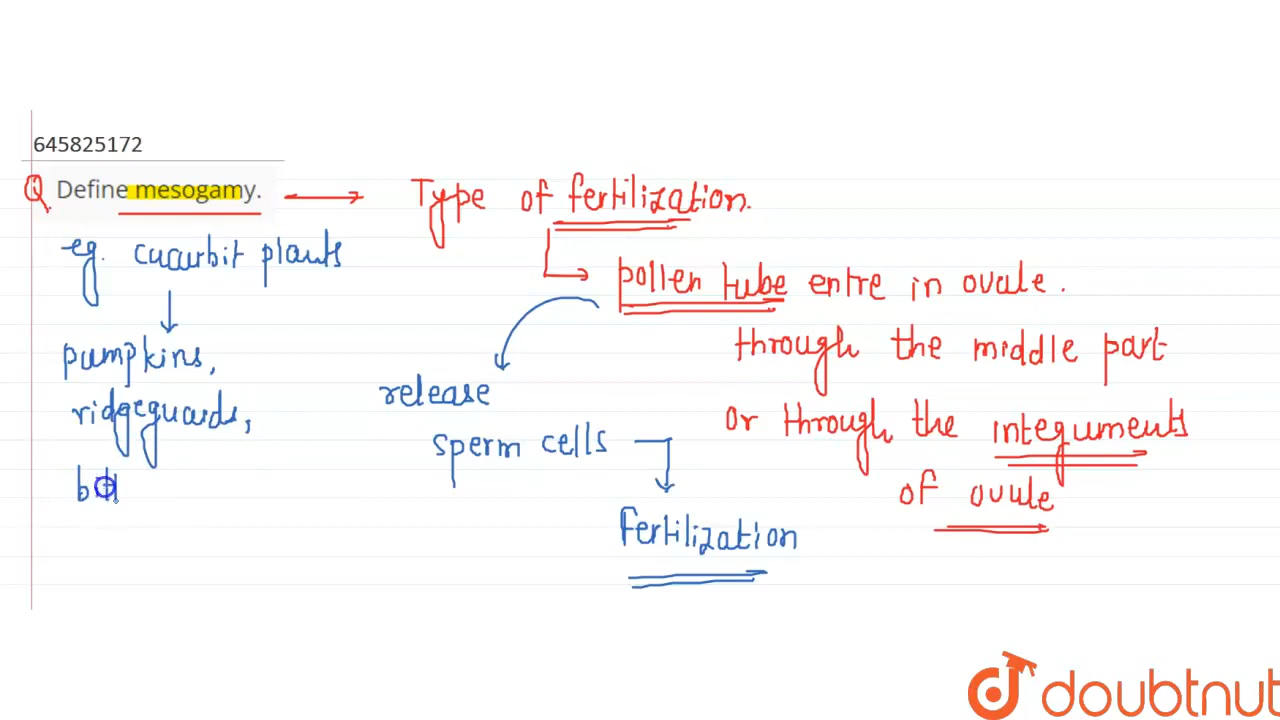 645825172
Q Define mesogamy. → Type of fertilization.
eg. cucurbit plants
pollen tube entre in ovule.
through the middle part
pumpkins,
release
ridgeguards,
or through the integuments
sperm cells
of ovule
fertilization
doubtnut